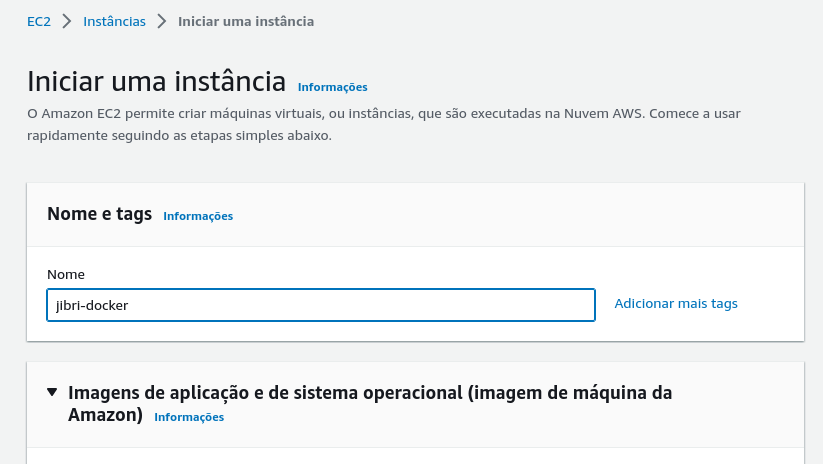 EC2 > Instâncias > Iniciar uma instância
Iniciar uma instância Informações
O Amazon EC2 permite criar máquinas virtuais, ou instâncias, que são executadas na Nuvem AWS. Comece a usar
rapidamente seguindo as etapas simples abaixo.
Nome e tags Informações
Nome
jibri-docker Adicionar mais tags
Imagens de aplicação e de sistema operacional (imagem de máquina da
Amazon) Informações